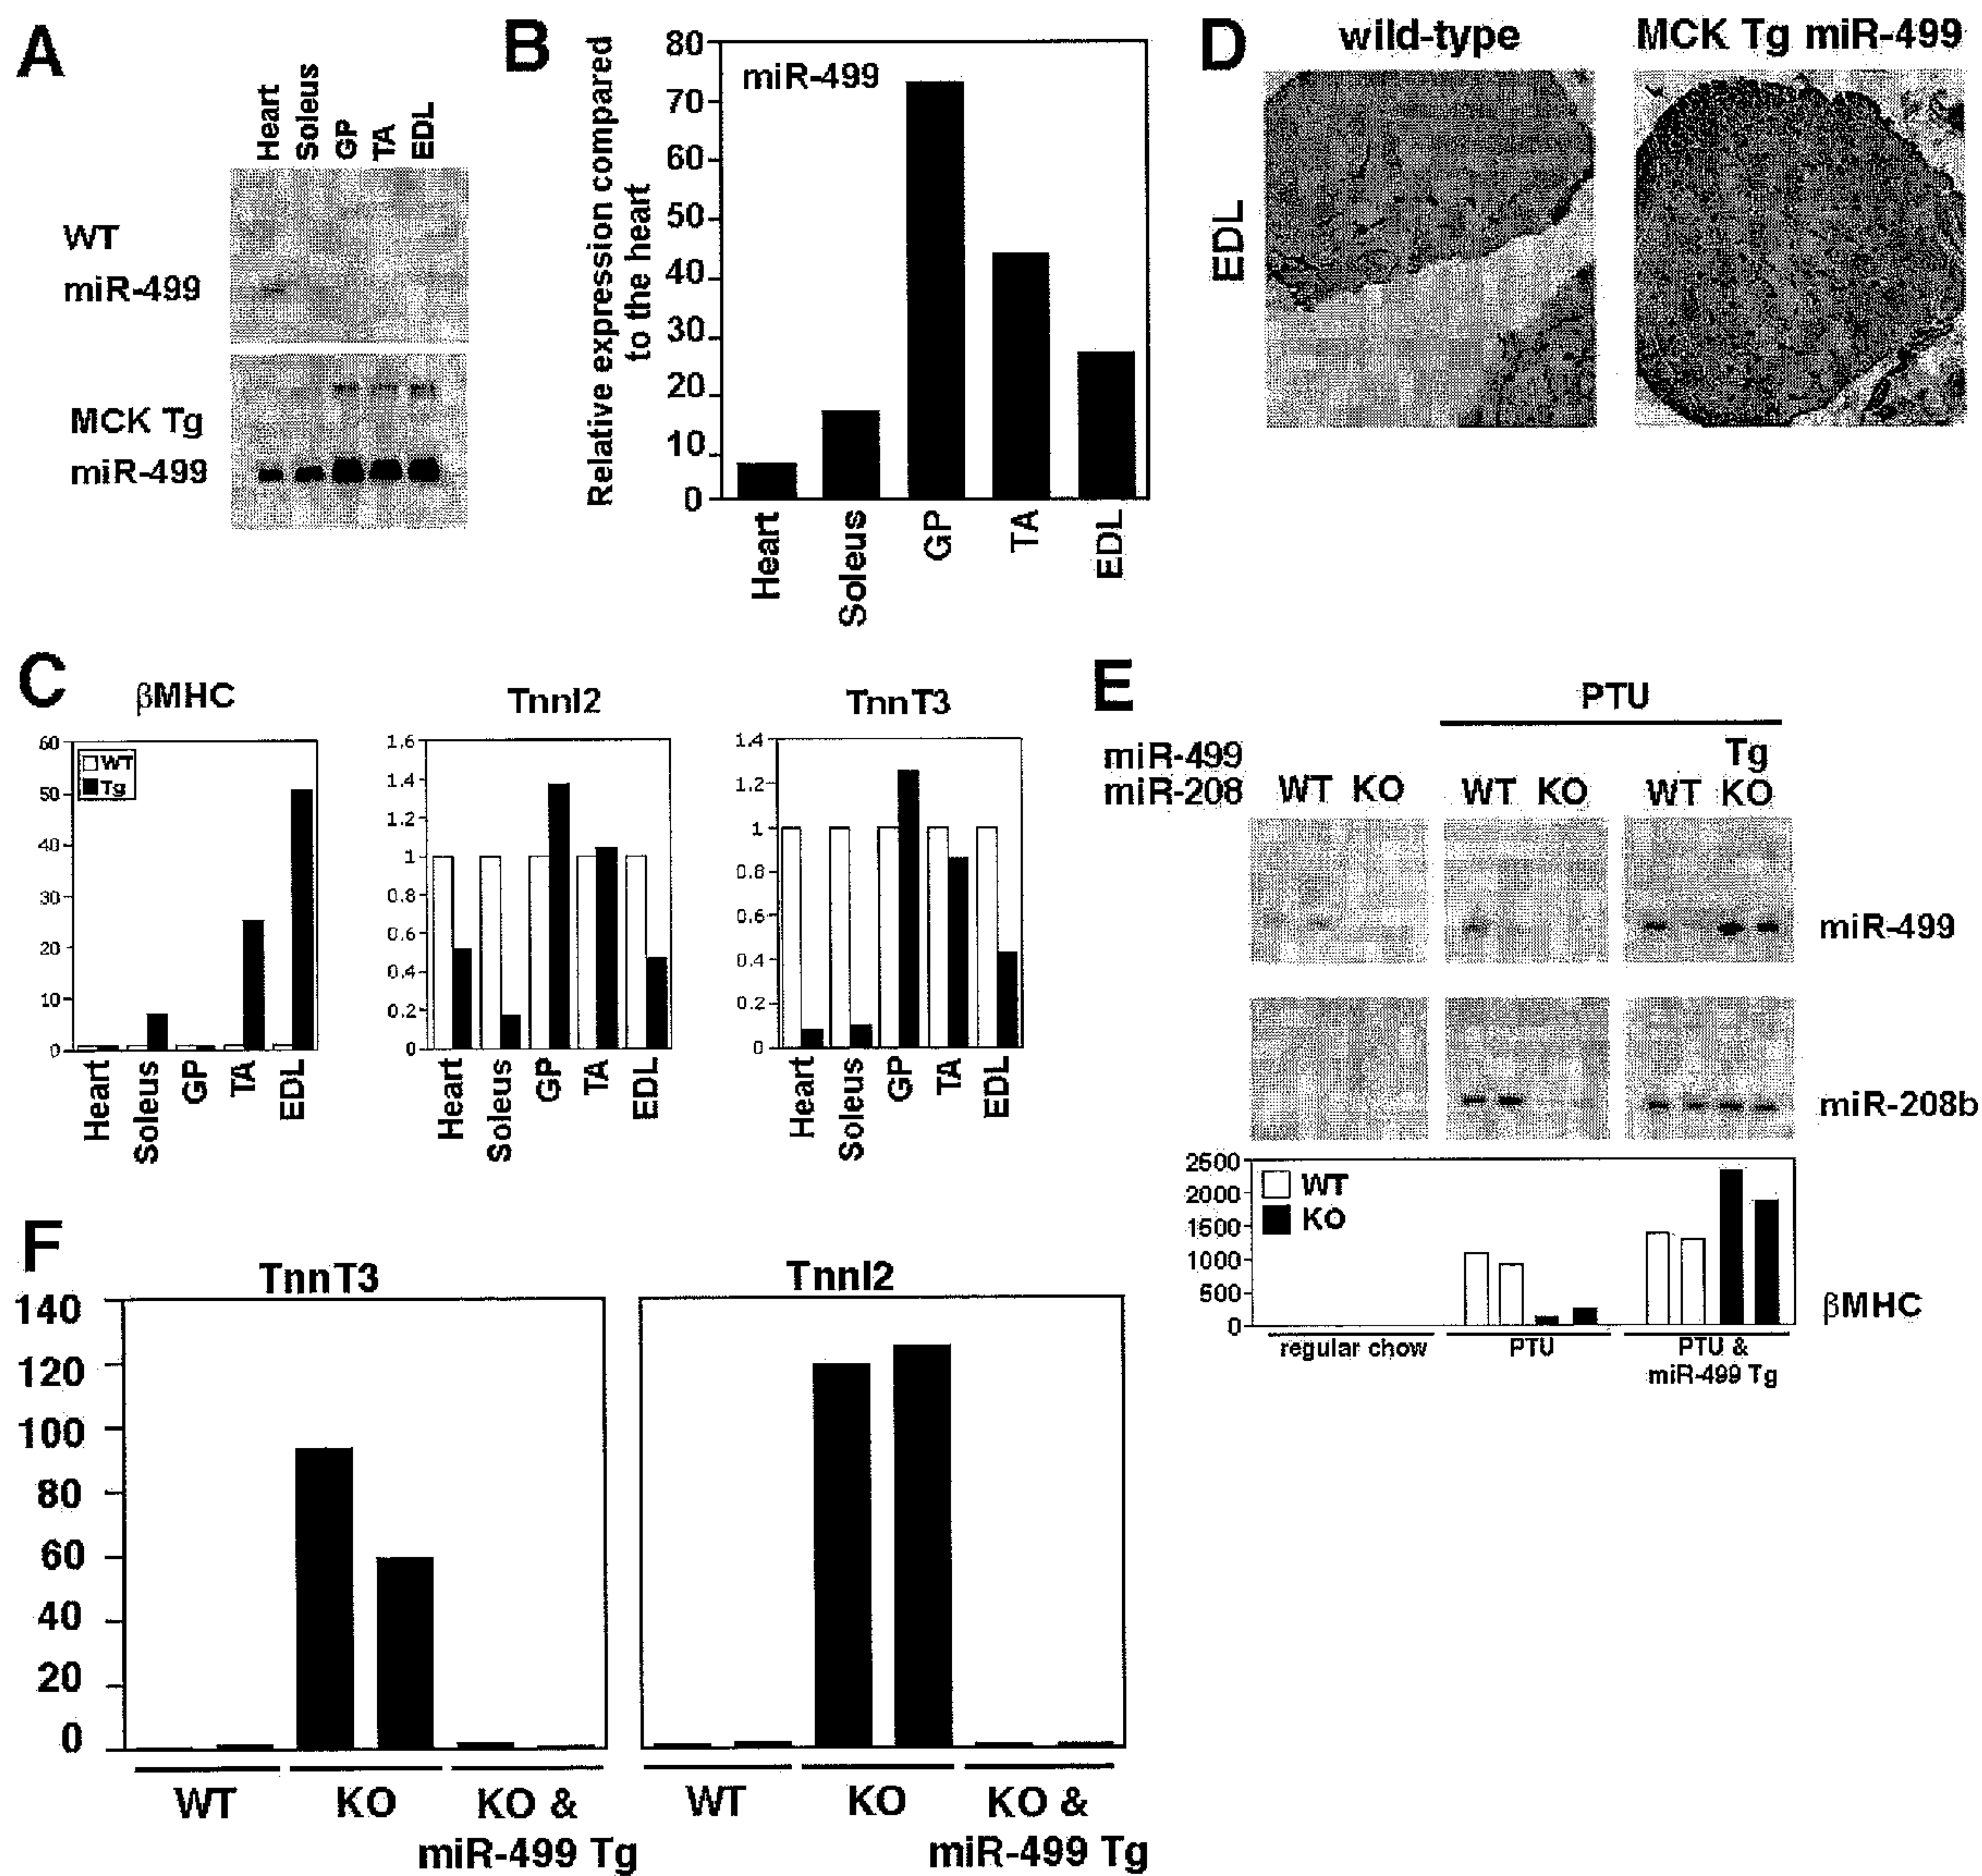 A
Heart
Soleus
GP
TA
EDL
WT
miR-499
MCK Tg
miR-499
B
miR-499
Relative expression compared
to the heart
80
70
60
50
40
30
20
10
0
Heart
Soleus
GP
TA
EDL
D
wild-type
MCK Tg miR-499
EDL
C
βMHC
WT
Tg
60
50
40
30
20
10
0
Heart
Soleus
GP
TA
EDL
TnnI2
1.6
1.4
1.2
1
0.8
0.6
0.4
0.2
0
Heart
Soleus
GP
TA
EDL
TnnT3
1.4
1.2
1
0.8
0.6
0.4
0.2
0
Heart
Soleus
GP
TA
EDL
E
PTU
miR-499 Tg
miR-208 WT KO WT KO WT KO
miR-499
miR-208b
2500
2000
1500
1000
500
0
WT
KO
βMHC
regular chow
PTU
PTU &
miR-499 Tg
F
TnnT3
140
120
100
80
60
40
20
0
WT
KO
KO &
miR-499 Tg
TnnI2
WT
KO
KO &
miR-499 Tg